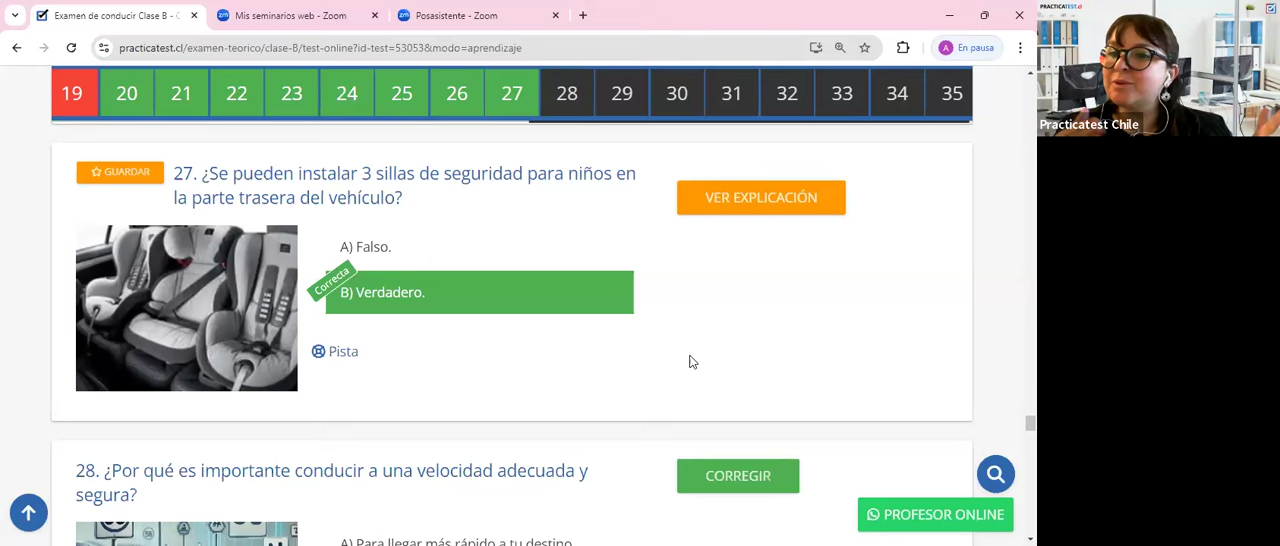 Examen de conducir Clase B - C
Mis seminarios web - Zoom
Posasistente - Zoom
practicatest.cl/examen-teorico/clase-B/test-online?id-test=53053&modo=aprendizaje
A
En pausa
19 20 21 22 23 24 25 26 27 28 29 30 31 32 33 34 35
GUARDAR
27. ¿Se pueden instalar 3 sillas de seguridad para niños en
la parte trasera del vehículo?
VER EXPLICACIÓN
A) Falso.
Correcta
B) Verdadero.
Pista
28. ¿Por qué es importante conducir a una velocidad adecuada y
segura?
CORREGIR
A) Para llegar más rápido a tu destino.
PROFESOR ONLINE
PRACTICATEST.cl
Practicatest Chile